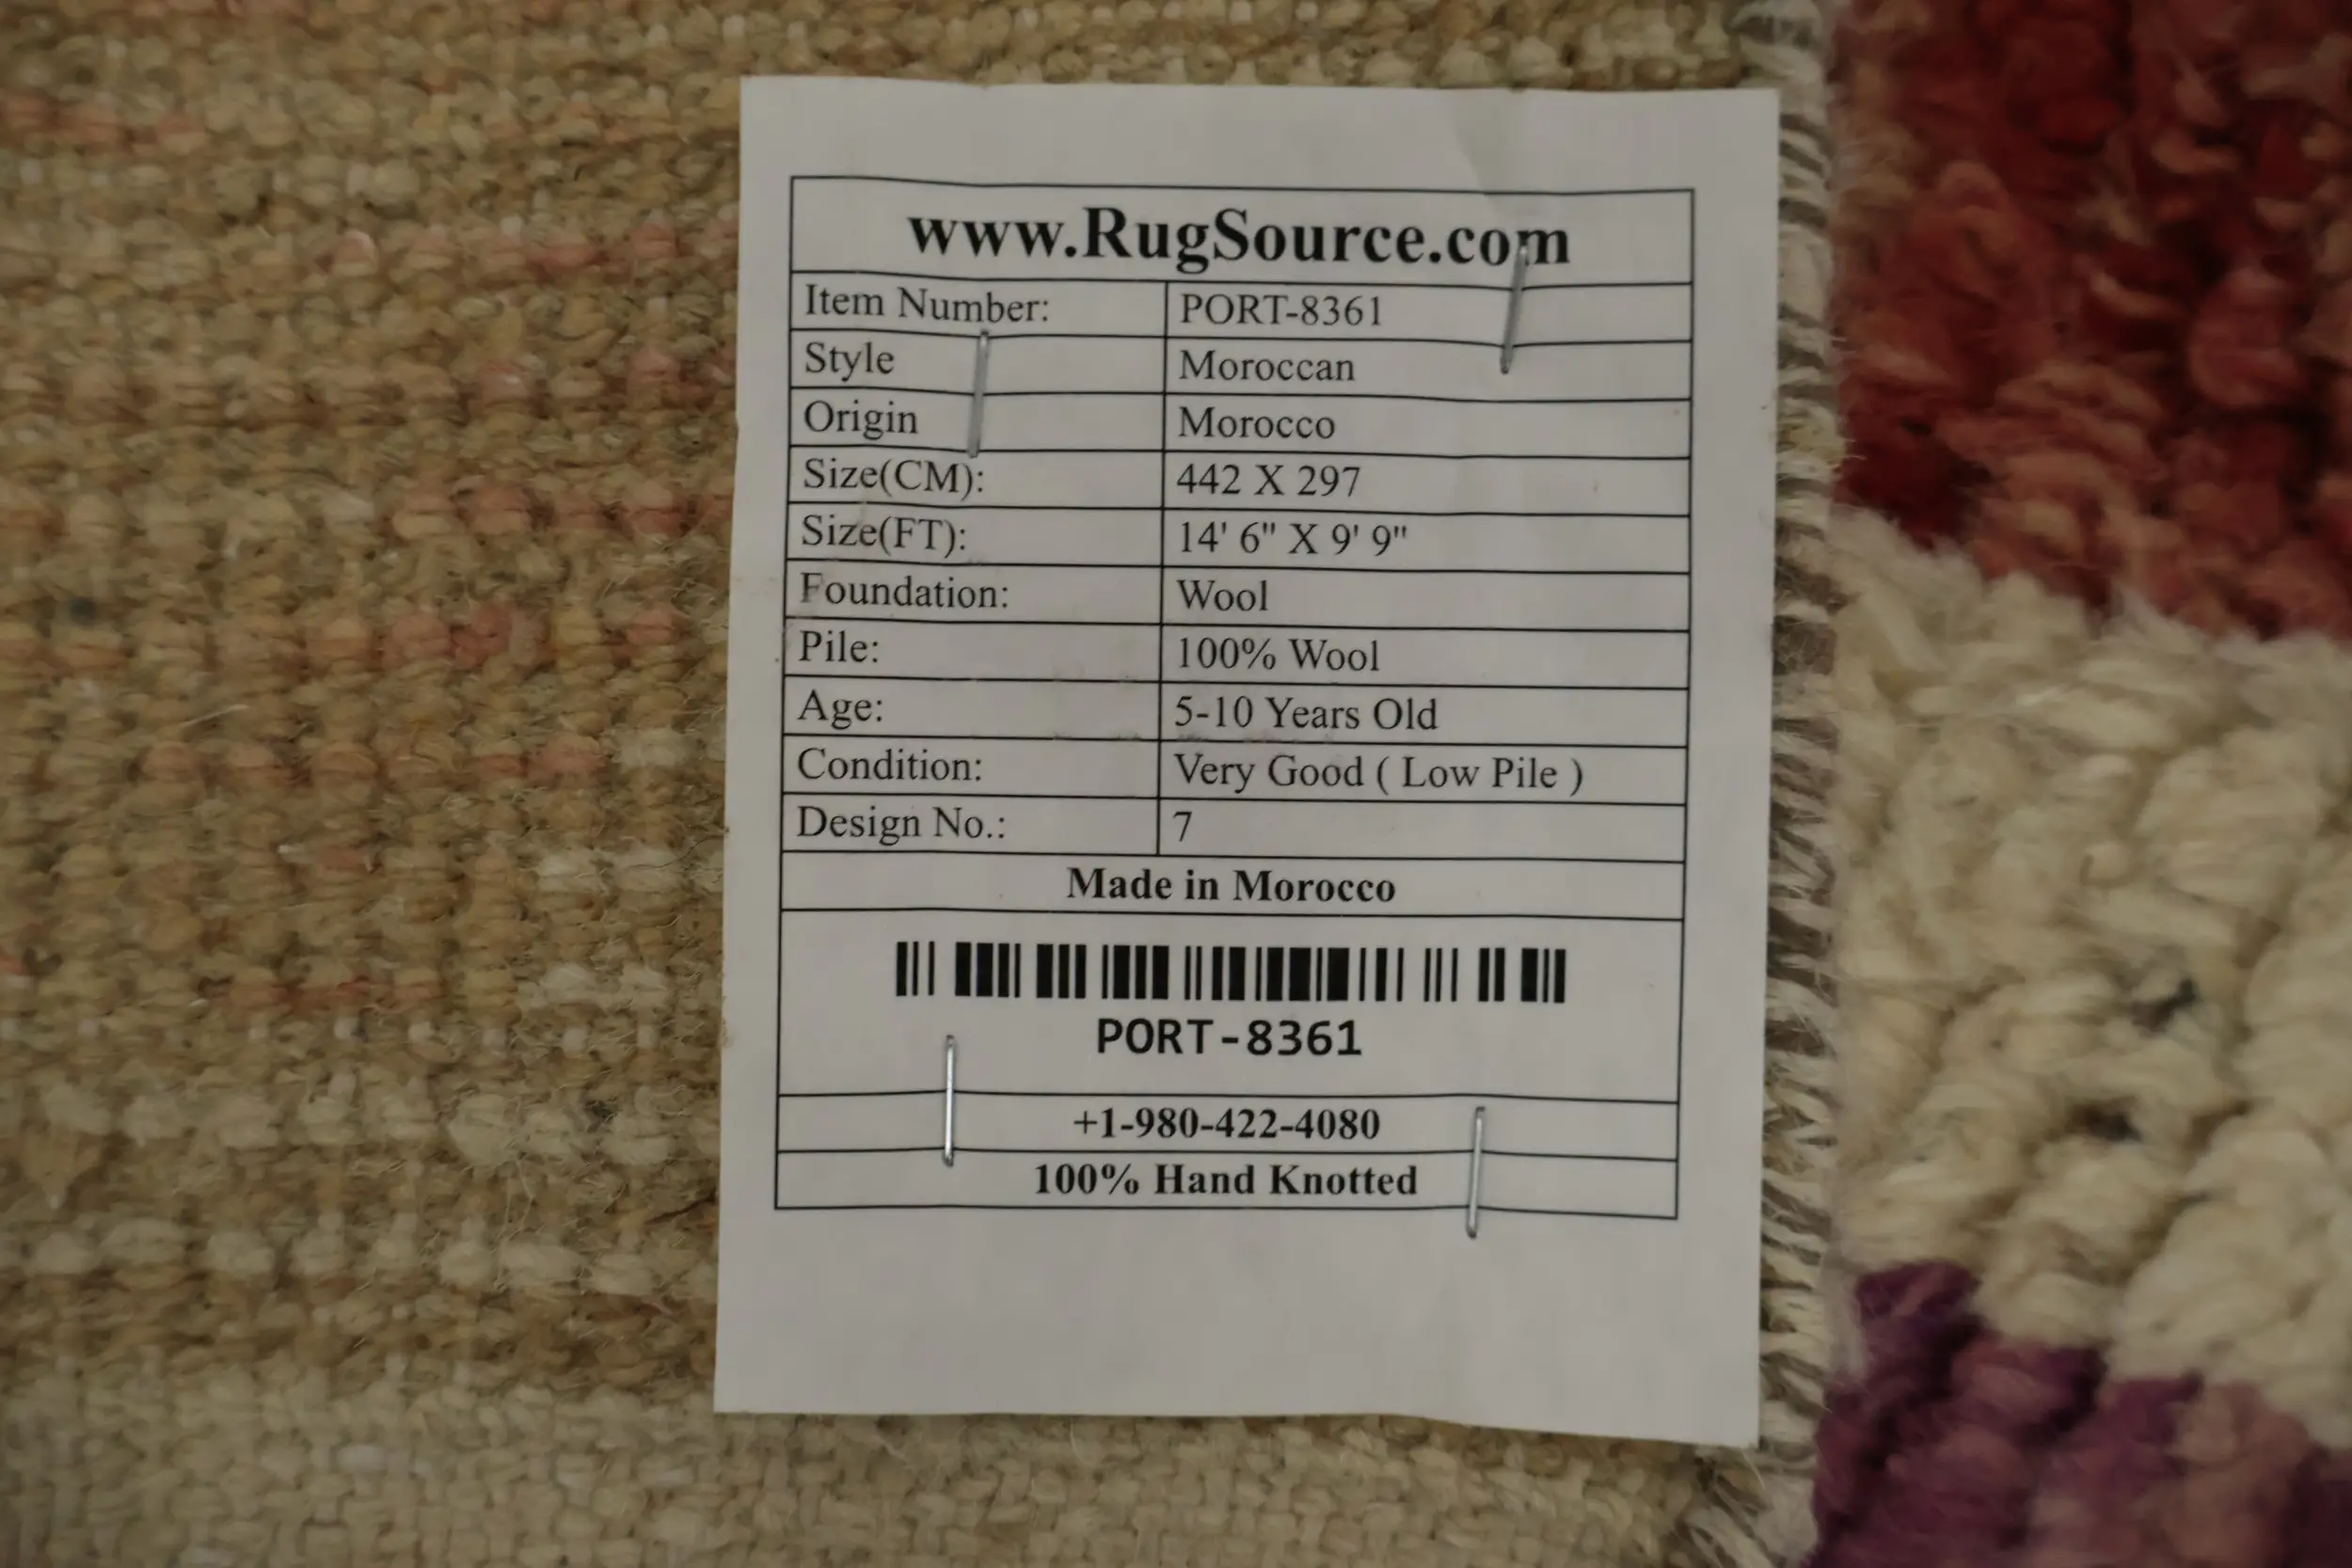 www.RugSource.com
Item Number: PORT-8361
Style Moroccan
Origin Morocco
Size(CM): 442 X 297
Size(FT): 14' 6" X 9' 9"
Foundation: Wool
Pile: 100% Wool
Age: 5-10 Years Old
Condition: Very Good ( Low Pile )
Design No.: 7
Made in Morocco
PORT-8361
+1-980-422-4080
100% Hand Knotted